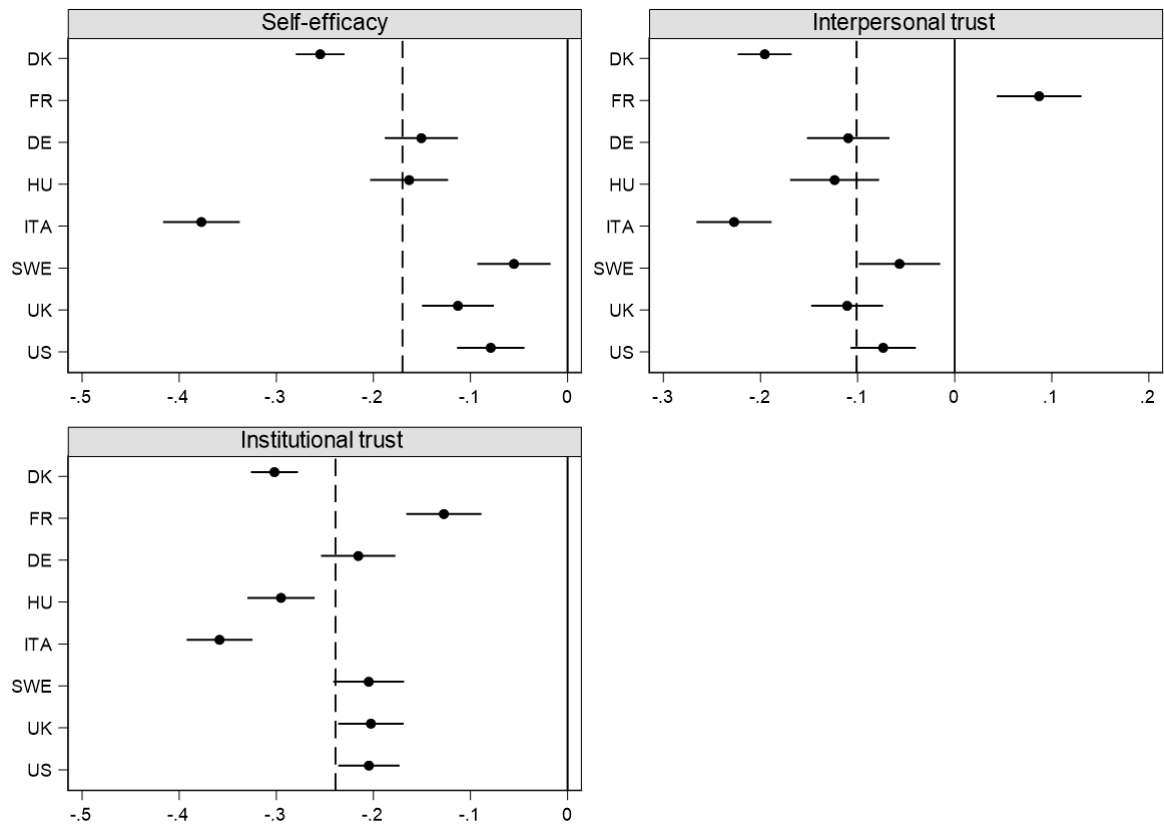 Self-efficacy
DK
FR
DE
HU
ITA
SWE
UK
US
-.5 -.4 -.3 -.2 -.1 0
Interpersonal trust
DK
FR
DE
HU
ITA
SWE
UK
US
-.3 -.2 -.1 0 .1 .2
Institutional trust
DK
FR
DE
HU
ITA
SWE
UK
US
-.5 -.4 -.3 -.2 -.1 0